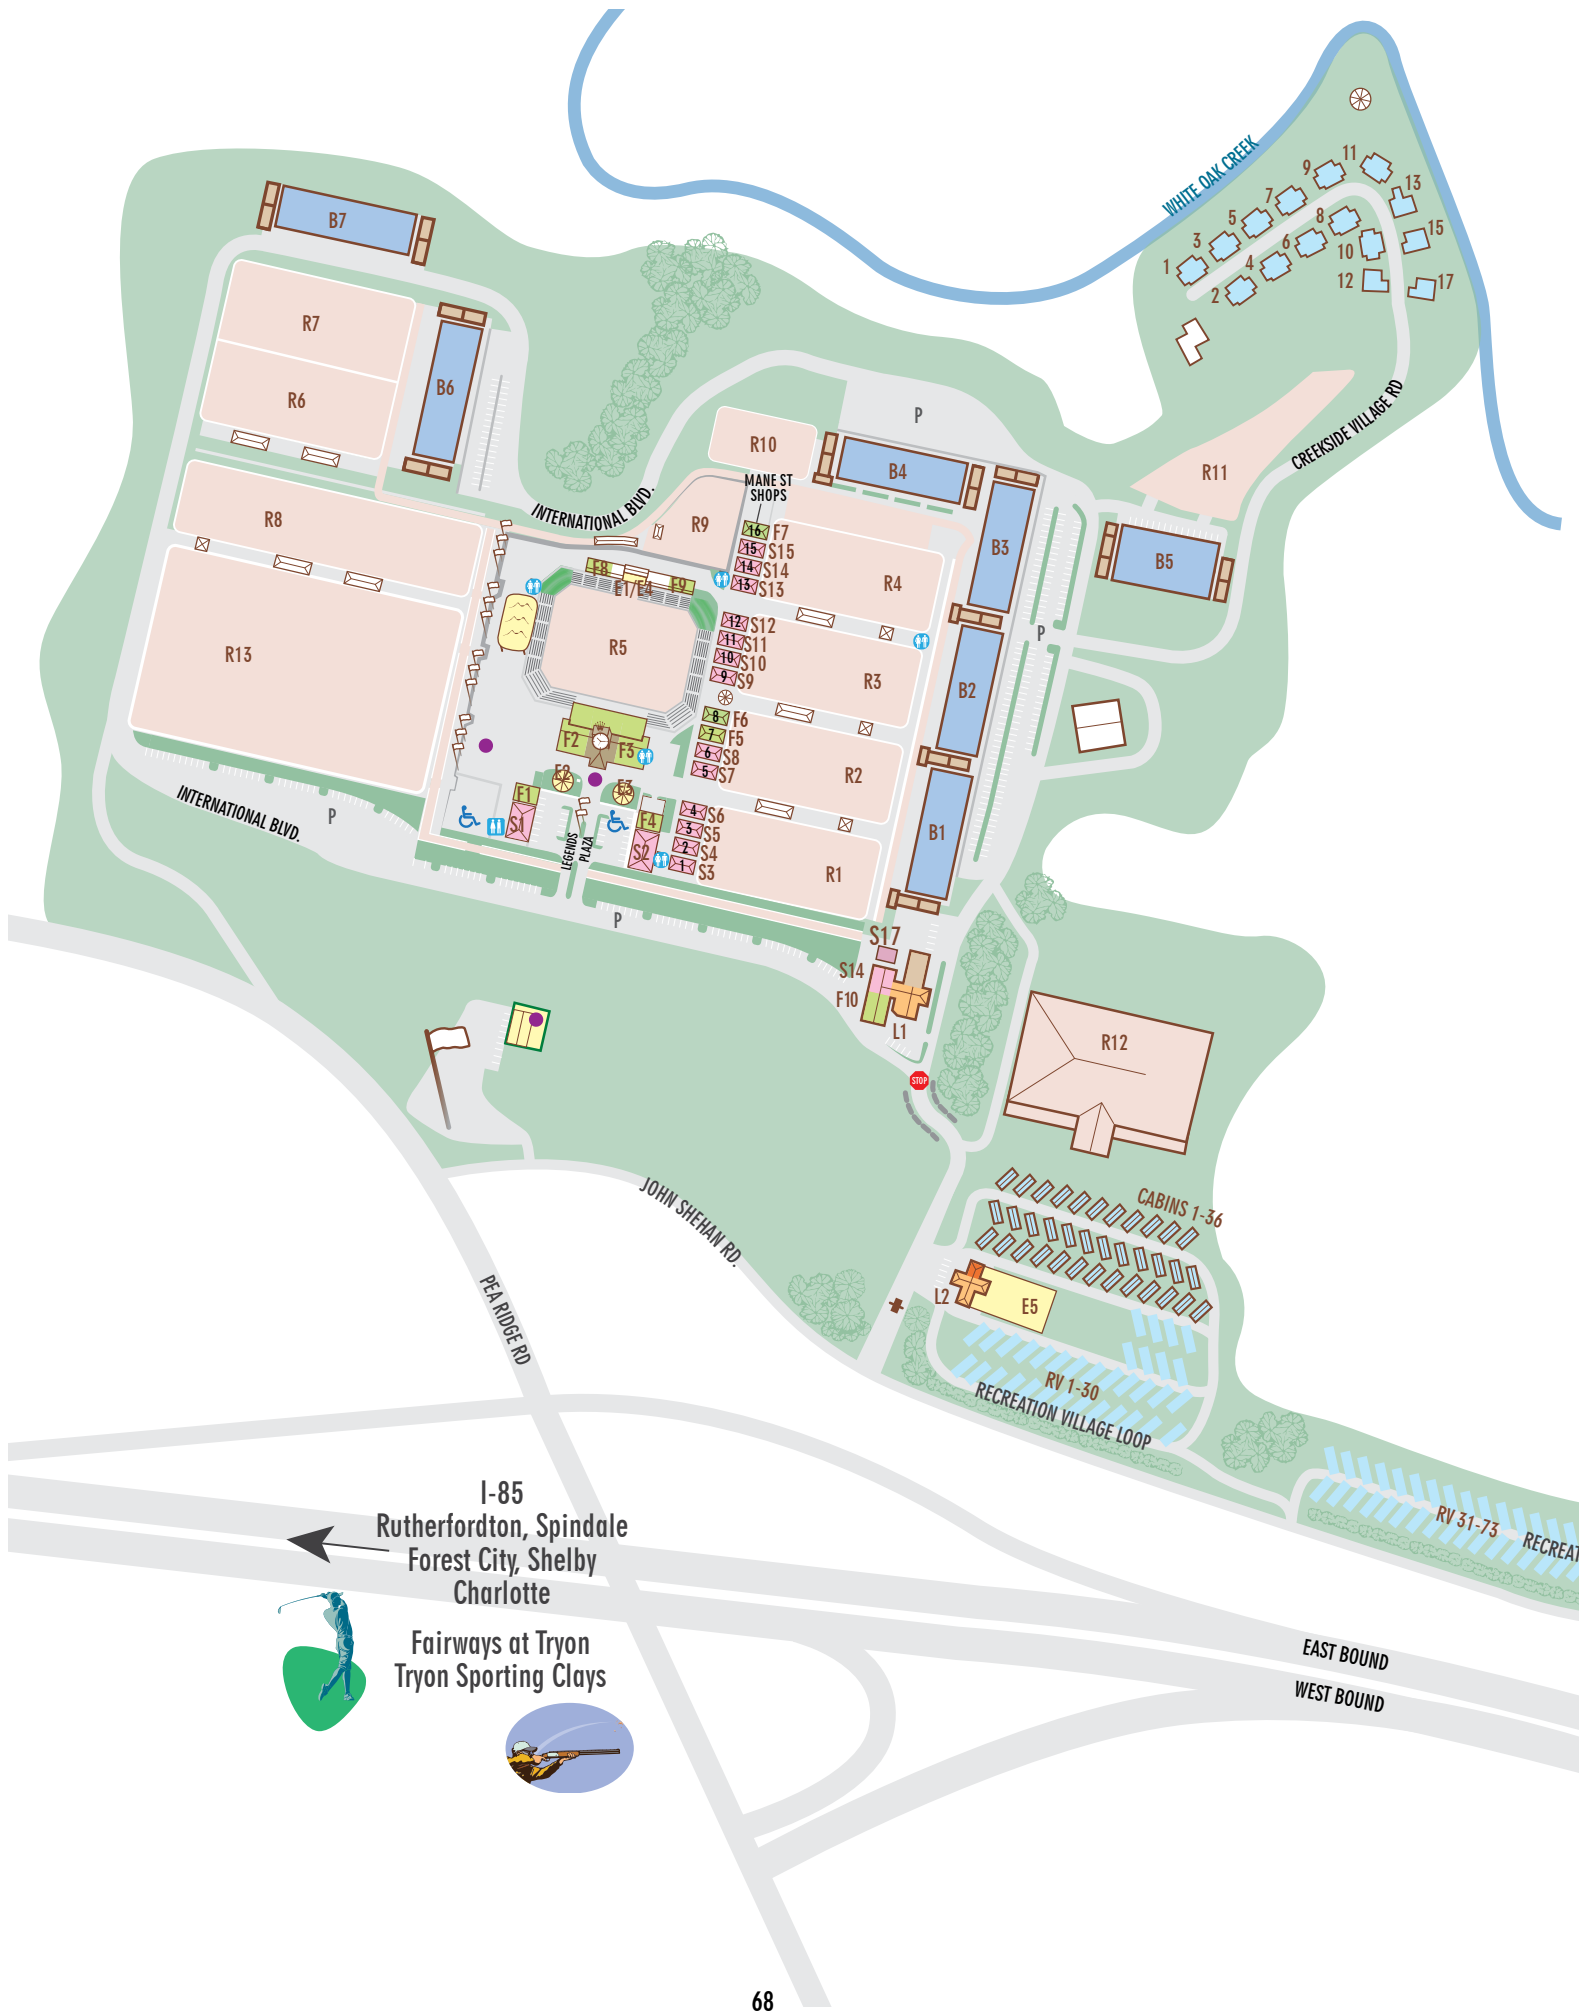 WHITE OAK CREEK
11
9
13
7
5
8
15
3
6
10
1
4
12
17
2
B7
R7
R6
B6
R10
P
B4
R11
CREEKSIDE VILLAGE RD
MANE ST
SHOPS
INTERNATIONAL BLVD.
R8
R9
16 F7
15 S15
14 S14
13 S13
R4
B3
B5
F8
E1/E4
F9
R13
R5
12 S12
11 S11
10 S10
9 S9
R3
B2
P
8 F6
7 F5
6 S8
5 S7
R2
F2
F3
E2
E3
F1
S1
F4
S2
4 S6
3 S5
2 S4
1 S3
R1
B1
LEGENDS
PLAZA
INTERNATIONAL BLVD.
P
P
S17
S14
F10
L1
STOP
R12
CABINS 1-36
JOHN SHEHAN RD.
PEA RIDGE RD
L2
E5
RV 1-30
RECREATION VILLAGE LOOP
RV 31-73
RECREAT
I-85
Rutherfordton, Spindale
Forest City, Shelby
Charlotte
Fairways at Tryon
Tryon Sporting Clays
EAST BOUND
WEST BOUND
68